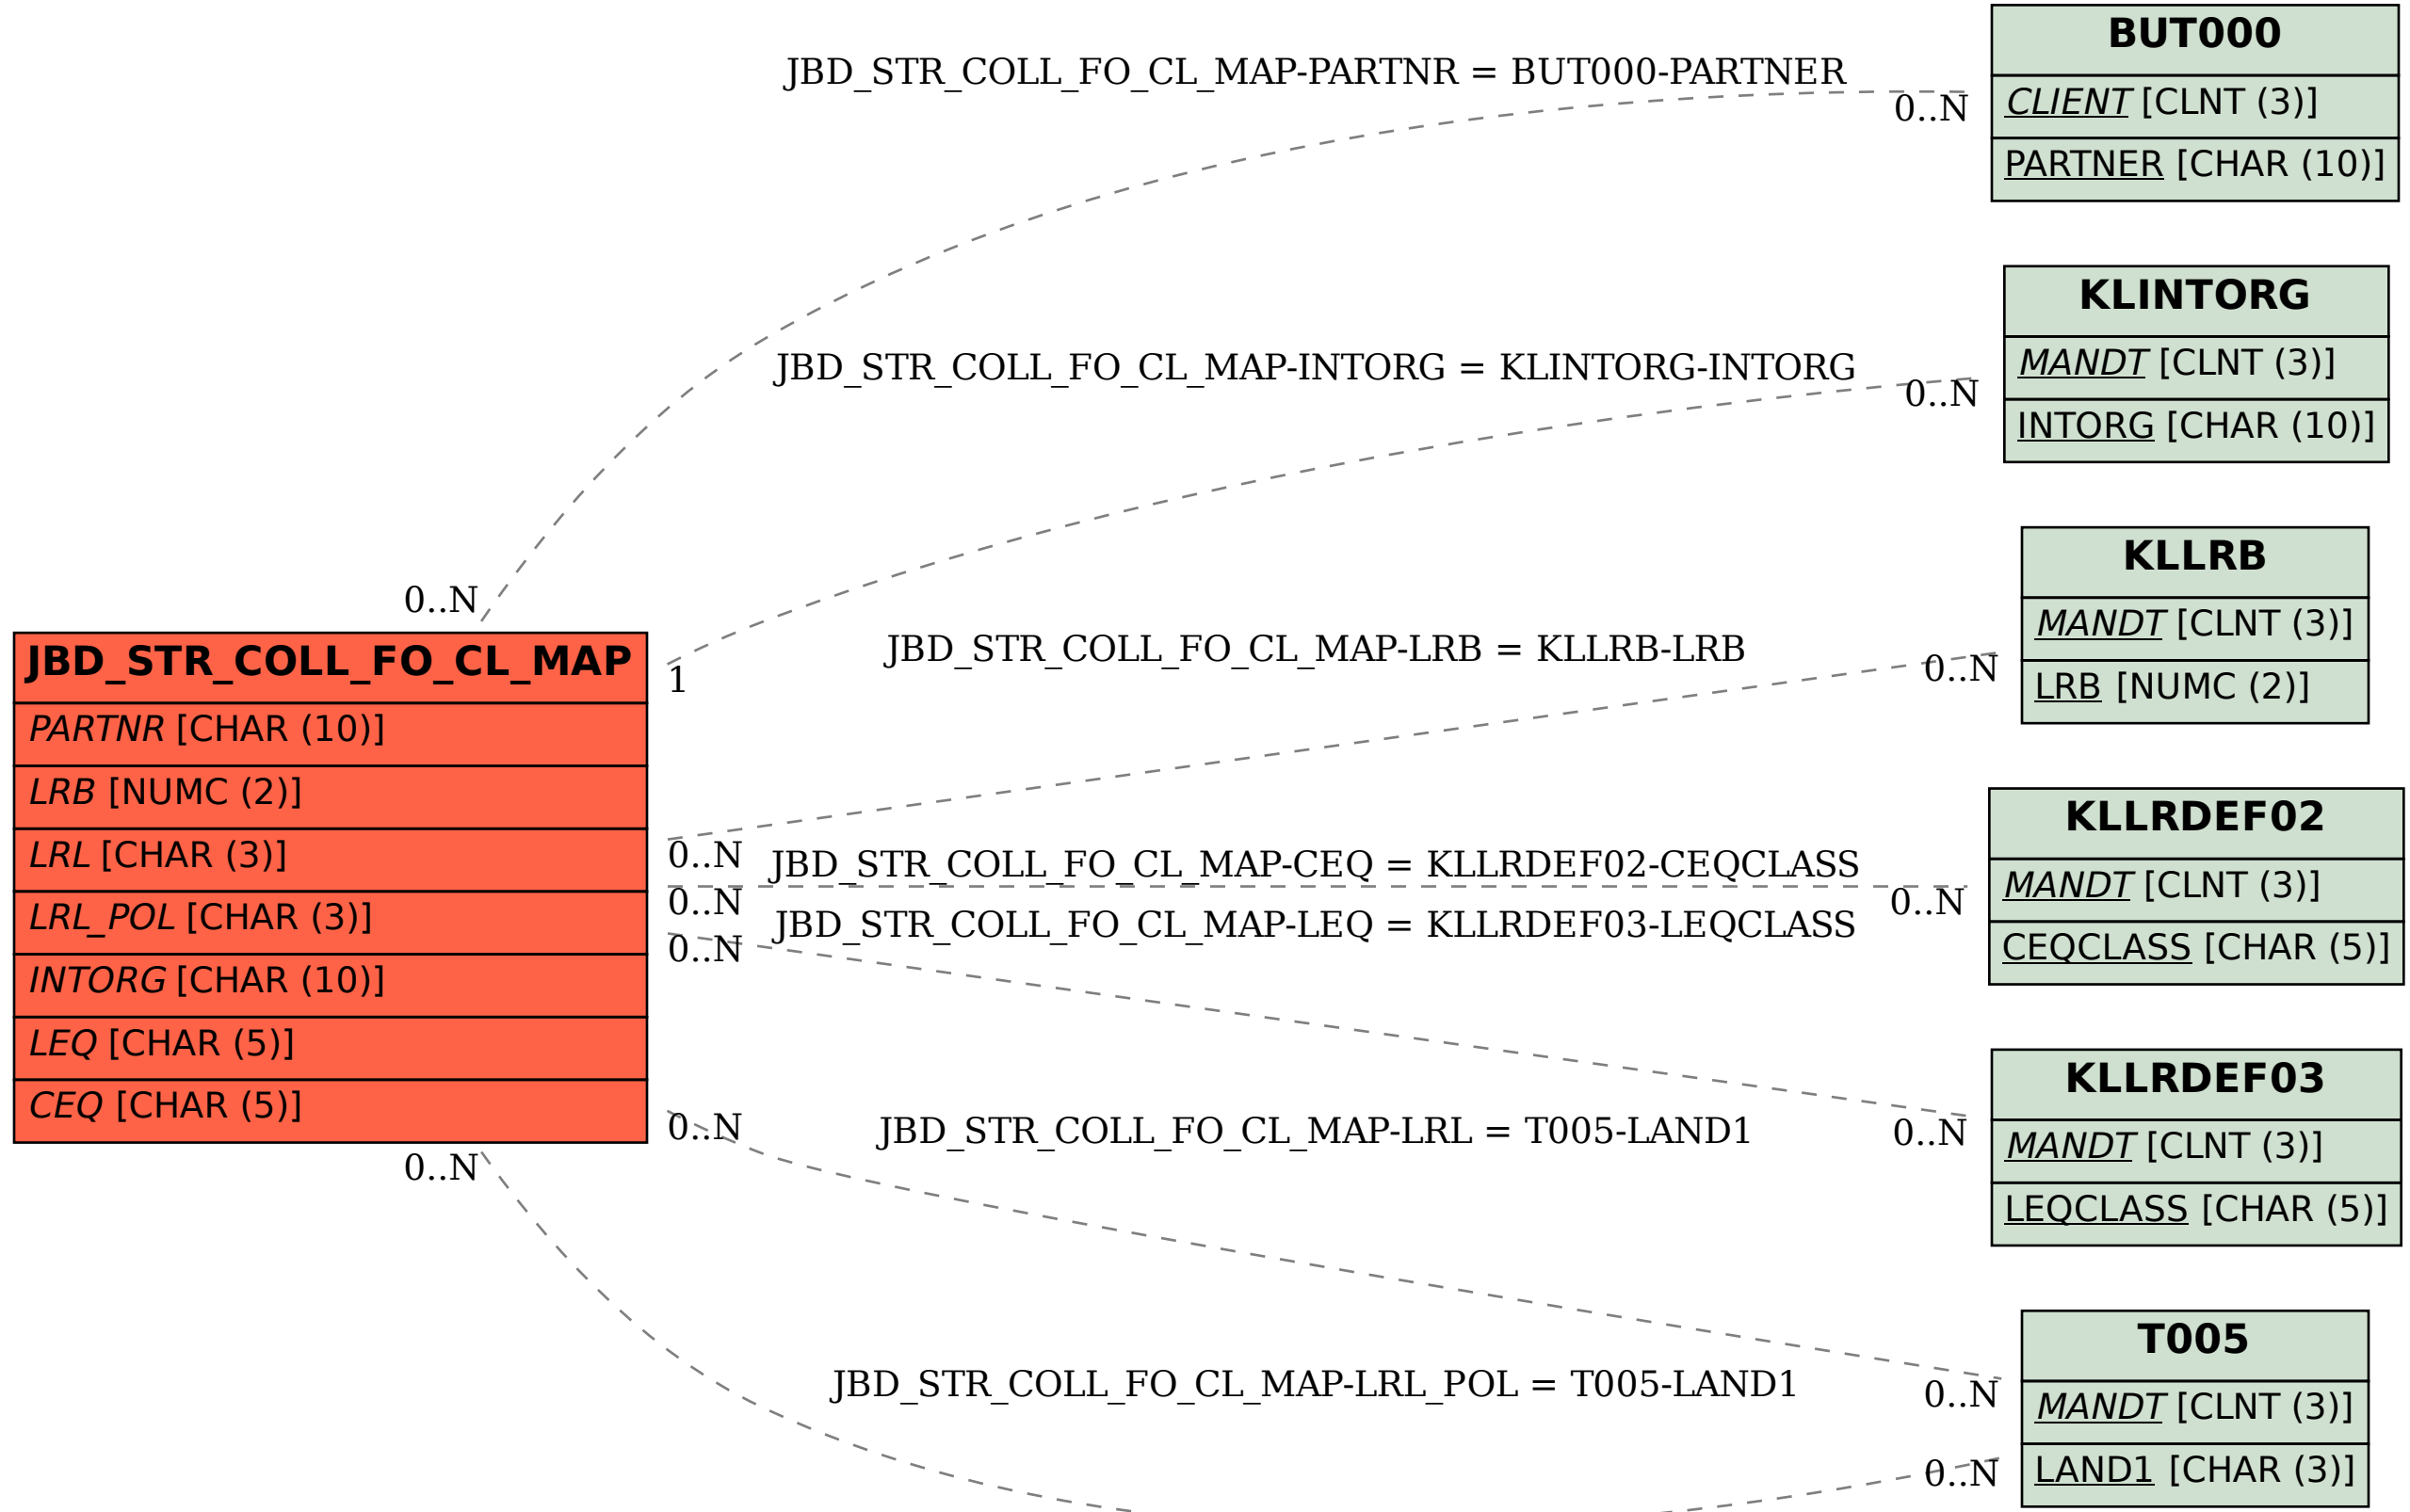 BUT000
CLIENT [CLNT (3)]
PARTNER [CHAR (10)]
JBD_STR_COLL_FO_CL_MAP-PARTNR = BUT000-PARTNER
0..N
0..N
KLINTORG
MANDT [CLNT (3)]
INTORG [CHAR (10)]
JBD_STR_COLL_FO_CL_MAP-INTORG = KLINTORG-INTORG
0..N
1
KLLRB
MANDT [CLNT (3)]
LRB [NUMC (2)]
JBD_STR_COLL_FO_CL_MAP-LRB = KLLRB-LRB
0..N
0..N
JBD_STR_COLL_FO_CL_MAP
PARTNR [CHAR (10)]
LRB [NUMC (2)]
LRL [CHAR (3)]
LRL_POL [CHAR (3)]
INTORG [CHAR (10)]
LEQ [CHAR (5)]
CEQ [CHAR (5)]
JBD_STR_COLL_FO_CL_MAP-CEQ = KLLRDEF02-CEQCLASS
0..N
0..N
KLLRDEF02
MANDT [CLNT (3)]
CEQCLASS [CHAR (5)]
JBD_STR_COLL_FO_CL_MAP-LEQ = KLLRDEF03-LEQCLASS
0..N
0..N
KLLRDEF03
MANDT [CLNT (3)]
LEQCLASS [CHAR (5)]
JBD_STR_COLL_FO_CL_MAP-LRL = T005-LAND1
0..N
0..N
T005
MANDT [CLNT (3)]
LAND1 [CHAR (3)]
JBD_STR_COLL_FO_CL_MAP-LRL_POL = T005-LAND1
0..N
0..N